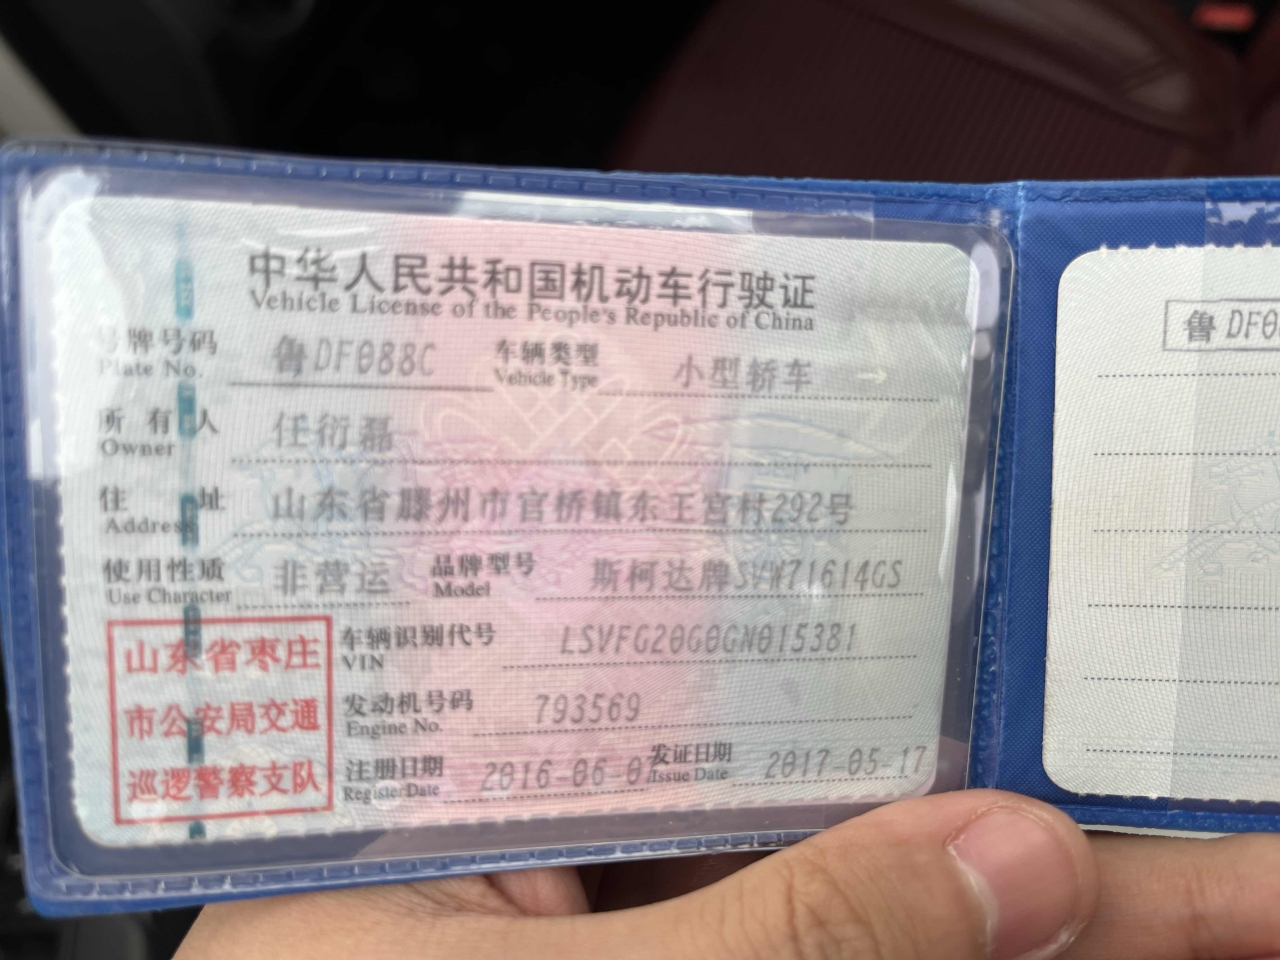 中华人民共和国机动车行驶证
Vehicle License of the People's Republic of China
号牌号码 鲁DF088C 车辆类型 小型轿车
Plate No. Vehicle Type
所有人 任衍磊
Owner
住址 山东省滕州市官桥镇东王宫村292号
Address
使用性质 非营运 品牌型号 斯柯达牌SVW71614GS
Use Character Model
车辆识别代号 LSVFG20G0GN015381
VIN
发动机号码 793569
Engine No.
注册日期 2016-06-07 发证日期 2017-05-17
Register Date Issue Date
山东省枣庄
市公安局交通
巡逻警察支队
鲁DF0